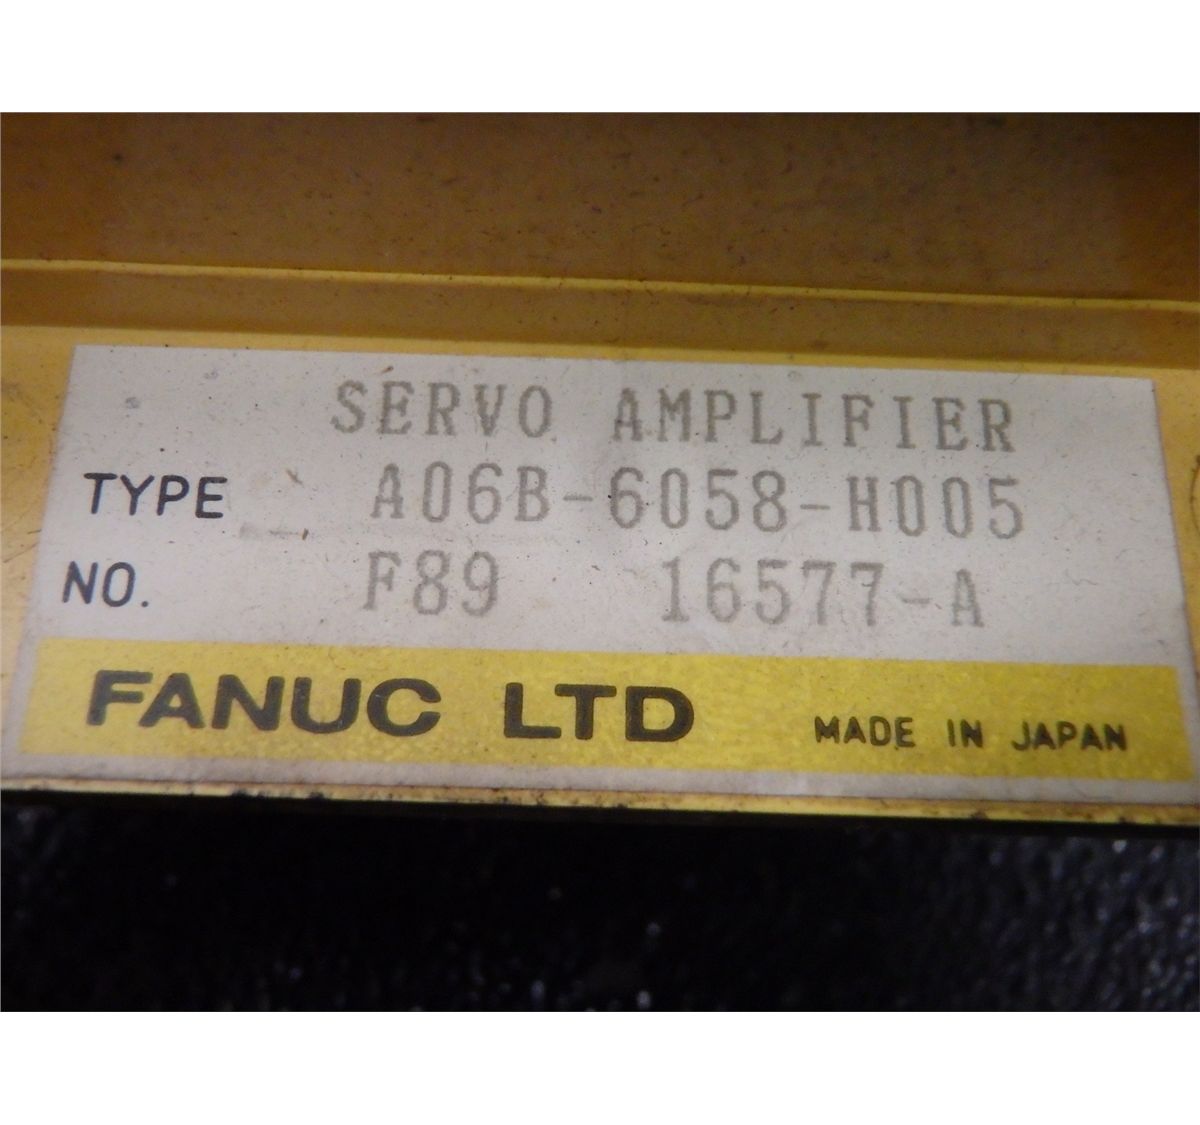 SERVO AMPLIFIER
TYPE A06B-6058-H005
NO. F89 16577-A
FANUC LTD MADE IN JAPAN